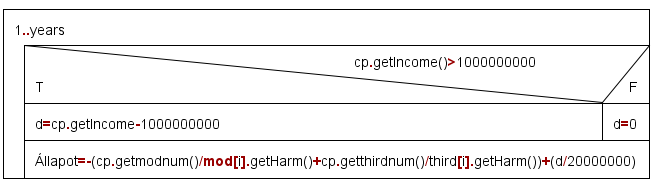 1..years
cp.getIncome()>1000000000
T F
d=cp.getIncome-1000000000 d=0
Állapot=-(cp.getmodnum()/mod[i].getHarm()+cp.getthirdnum()/third[i].getHarm())+(d/20000000)